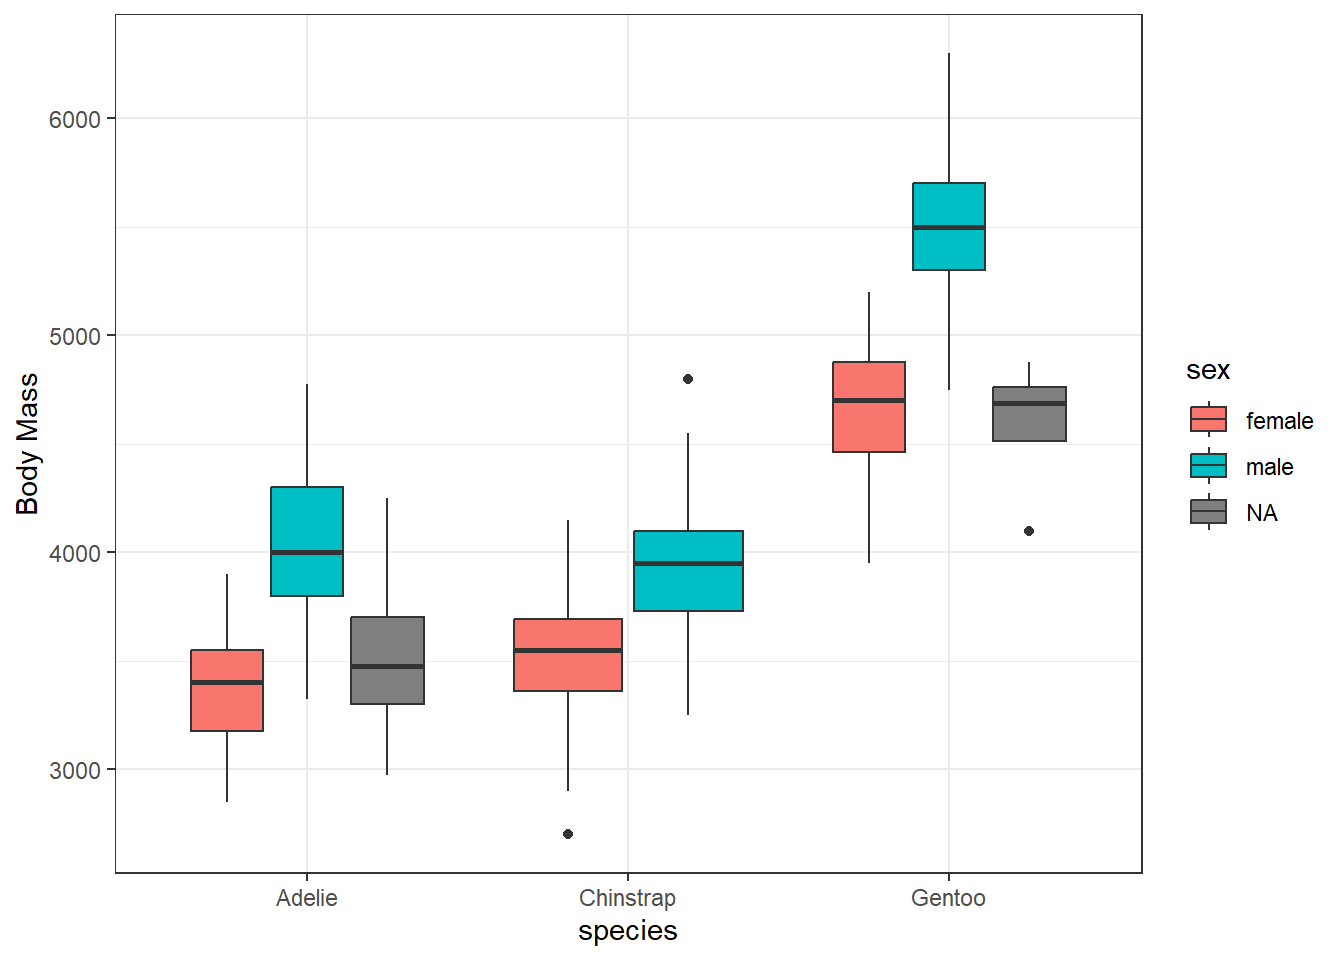 6000
5000
4000
3000
Body Mass
Adelie
Chinstrap
Gentoo
species
sex
female
male
NA